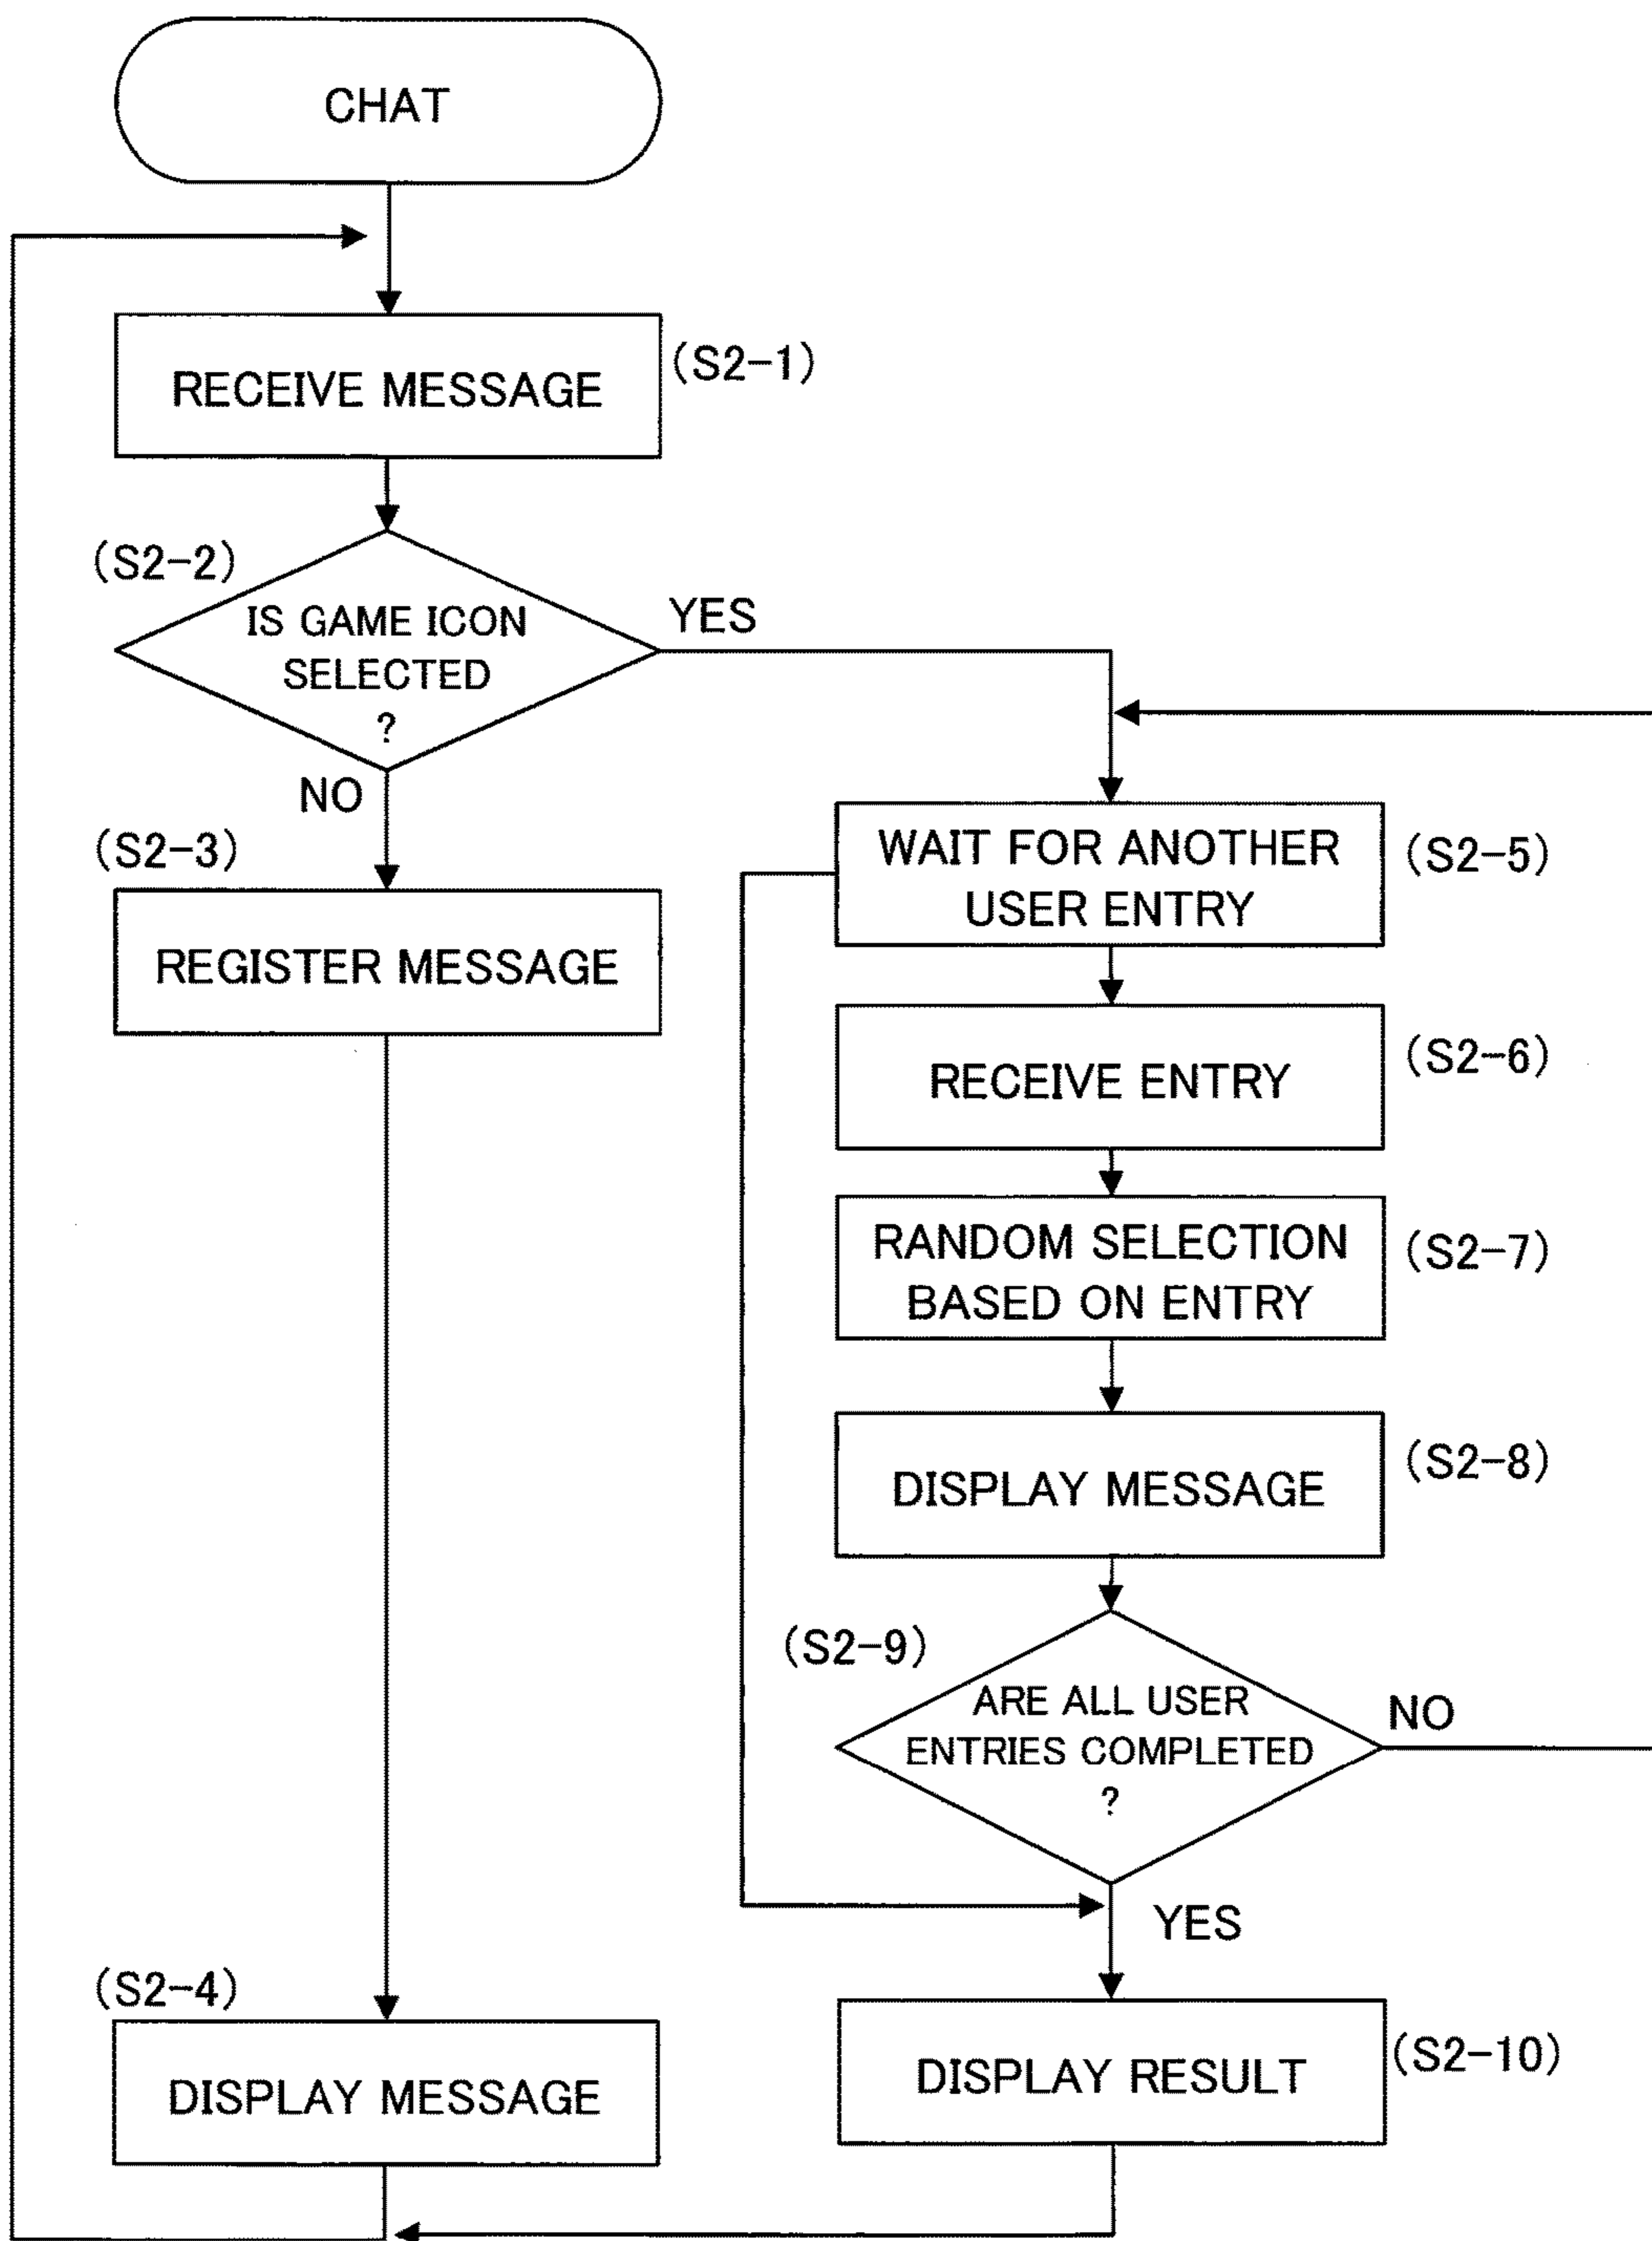 CHAT
RECEIVE MESSAGE
(S2-1)
(S2-2)
IS GAME ICON
SELECTED
?
YES
NO
(S2-3)
REGISTER MESSAGE
(S2-4)
DISPLAY MESSAGE
WAIT FOR ANOTHER
USER ENTRY
(S2-5)
RECEIVE ENTRY
(S2-6)
RANDOM SELECTION
BASED ON ENTRY
(S2-7)
DISPLAY MESSAGE
(S2-8)
(S2-9)
ARE ALL USER
ENTRIES COMPLETED
?
NO
YES
DISPLAY RESULT
(S2-10)